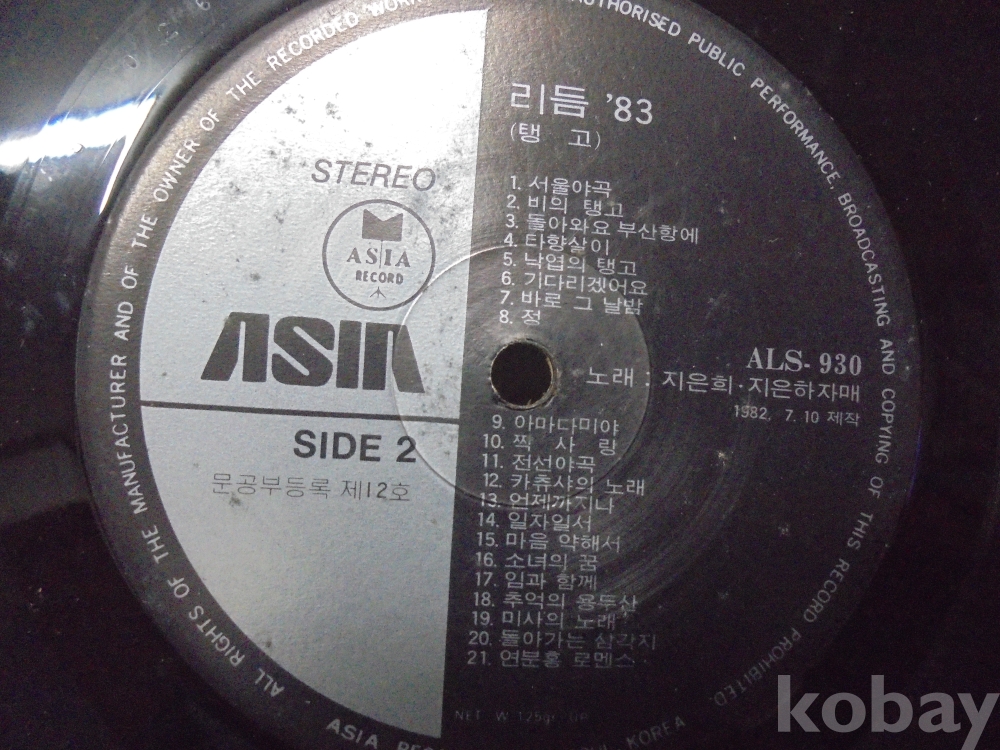 ALL RIGHTS OF THE MANUFACTURER AND OF THE OWNER OF THE RECORDED WORK
AUTHORISED PUBLIC PERFORMANCE, BROADCASTING AND COPYING OF THIS RECORD PROHIBITED.
리듬 '83
(탱 고)
STEREO
ASIA
RECORD
ASIA
SIDE 2
문공부등록 제12호
1. 서울야곡
2. 비의 탱고
3. 돌아와요 부산항에
4. 타향살이
5. 낙엽의 탱고
6. 기다리겠어요
7. 바로 그 날밤
8. 정
ALS-930
노래 : 지은희·지은하자매
1982. 7. 10 제작
9. 아마다미야
10. 짝 사 랑
11. 전선야곡
12. 카츄샤의 노래
13. 언제까지나
14. 일자일서
15. 마음 약해서
16. 소녀의 꿈
17. 임과 함께
18. 추억의 용두산
19. 미사의 노래
20. 돌아가는 삼각지
21. 연분홍 로멘스
NET W 125gr
ASIA KOREA
kobay